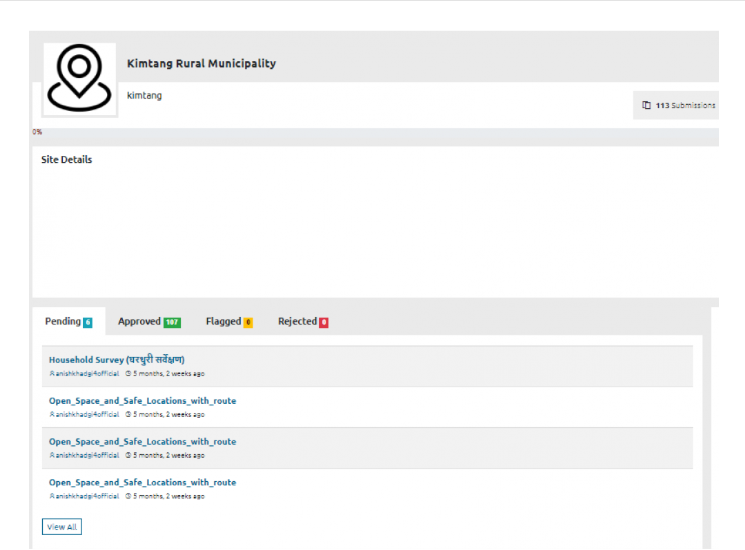 Kimtang Rural Municipality
kimtang
113 Submissions
0%
Site Details
Pending 6 Approved 107 Flagged 0 Rejected 0
Household Survey (घरधुरी सर्वेक्षण)
anishkhadgi4official 5 months, 2 weeks ago
Open_Space_and_Safe_Locations_with_route
anishkhadgi4official 5 months, 2 weeks ago
Open_Space_and_Safe_Locations_with_route
anishkhadgi4official 5 months, 2 weeks ago
Open_Space_and_Safe_Locations_with_route
anishkhadgi4official 5 months, 2 weeks ago
View All